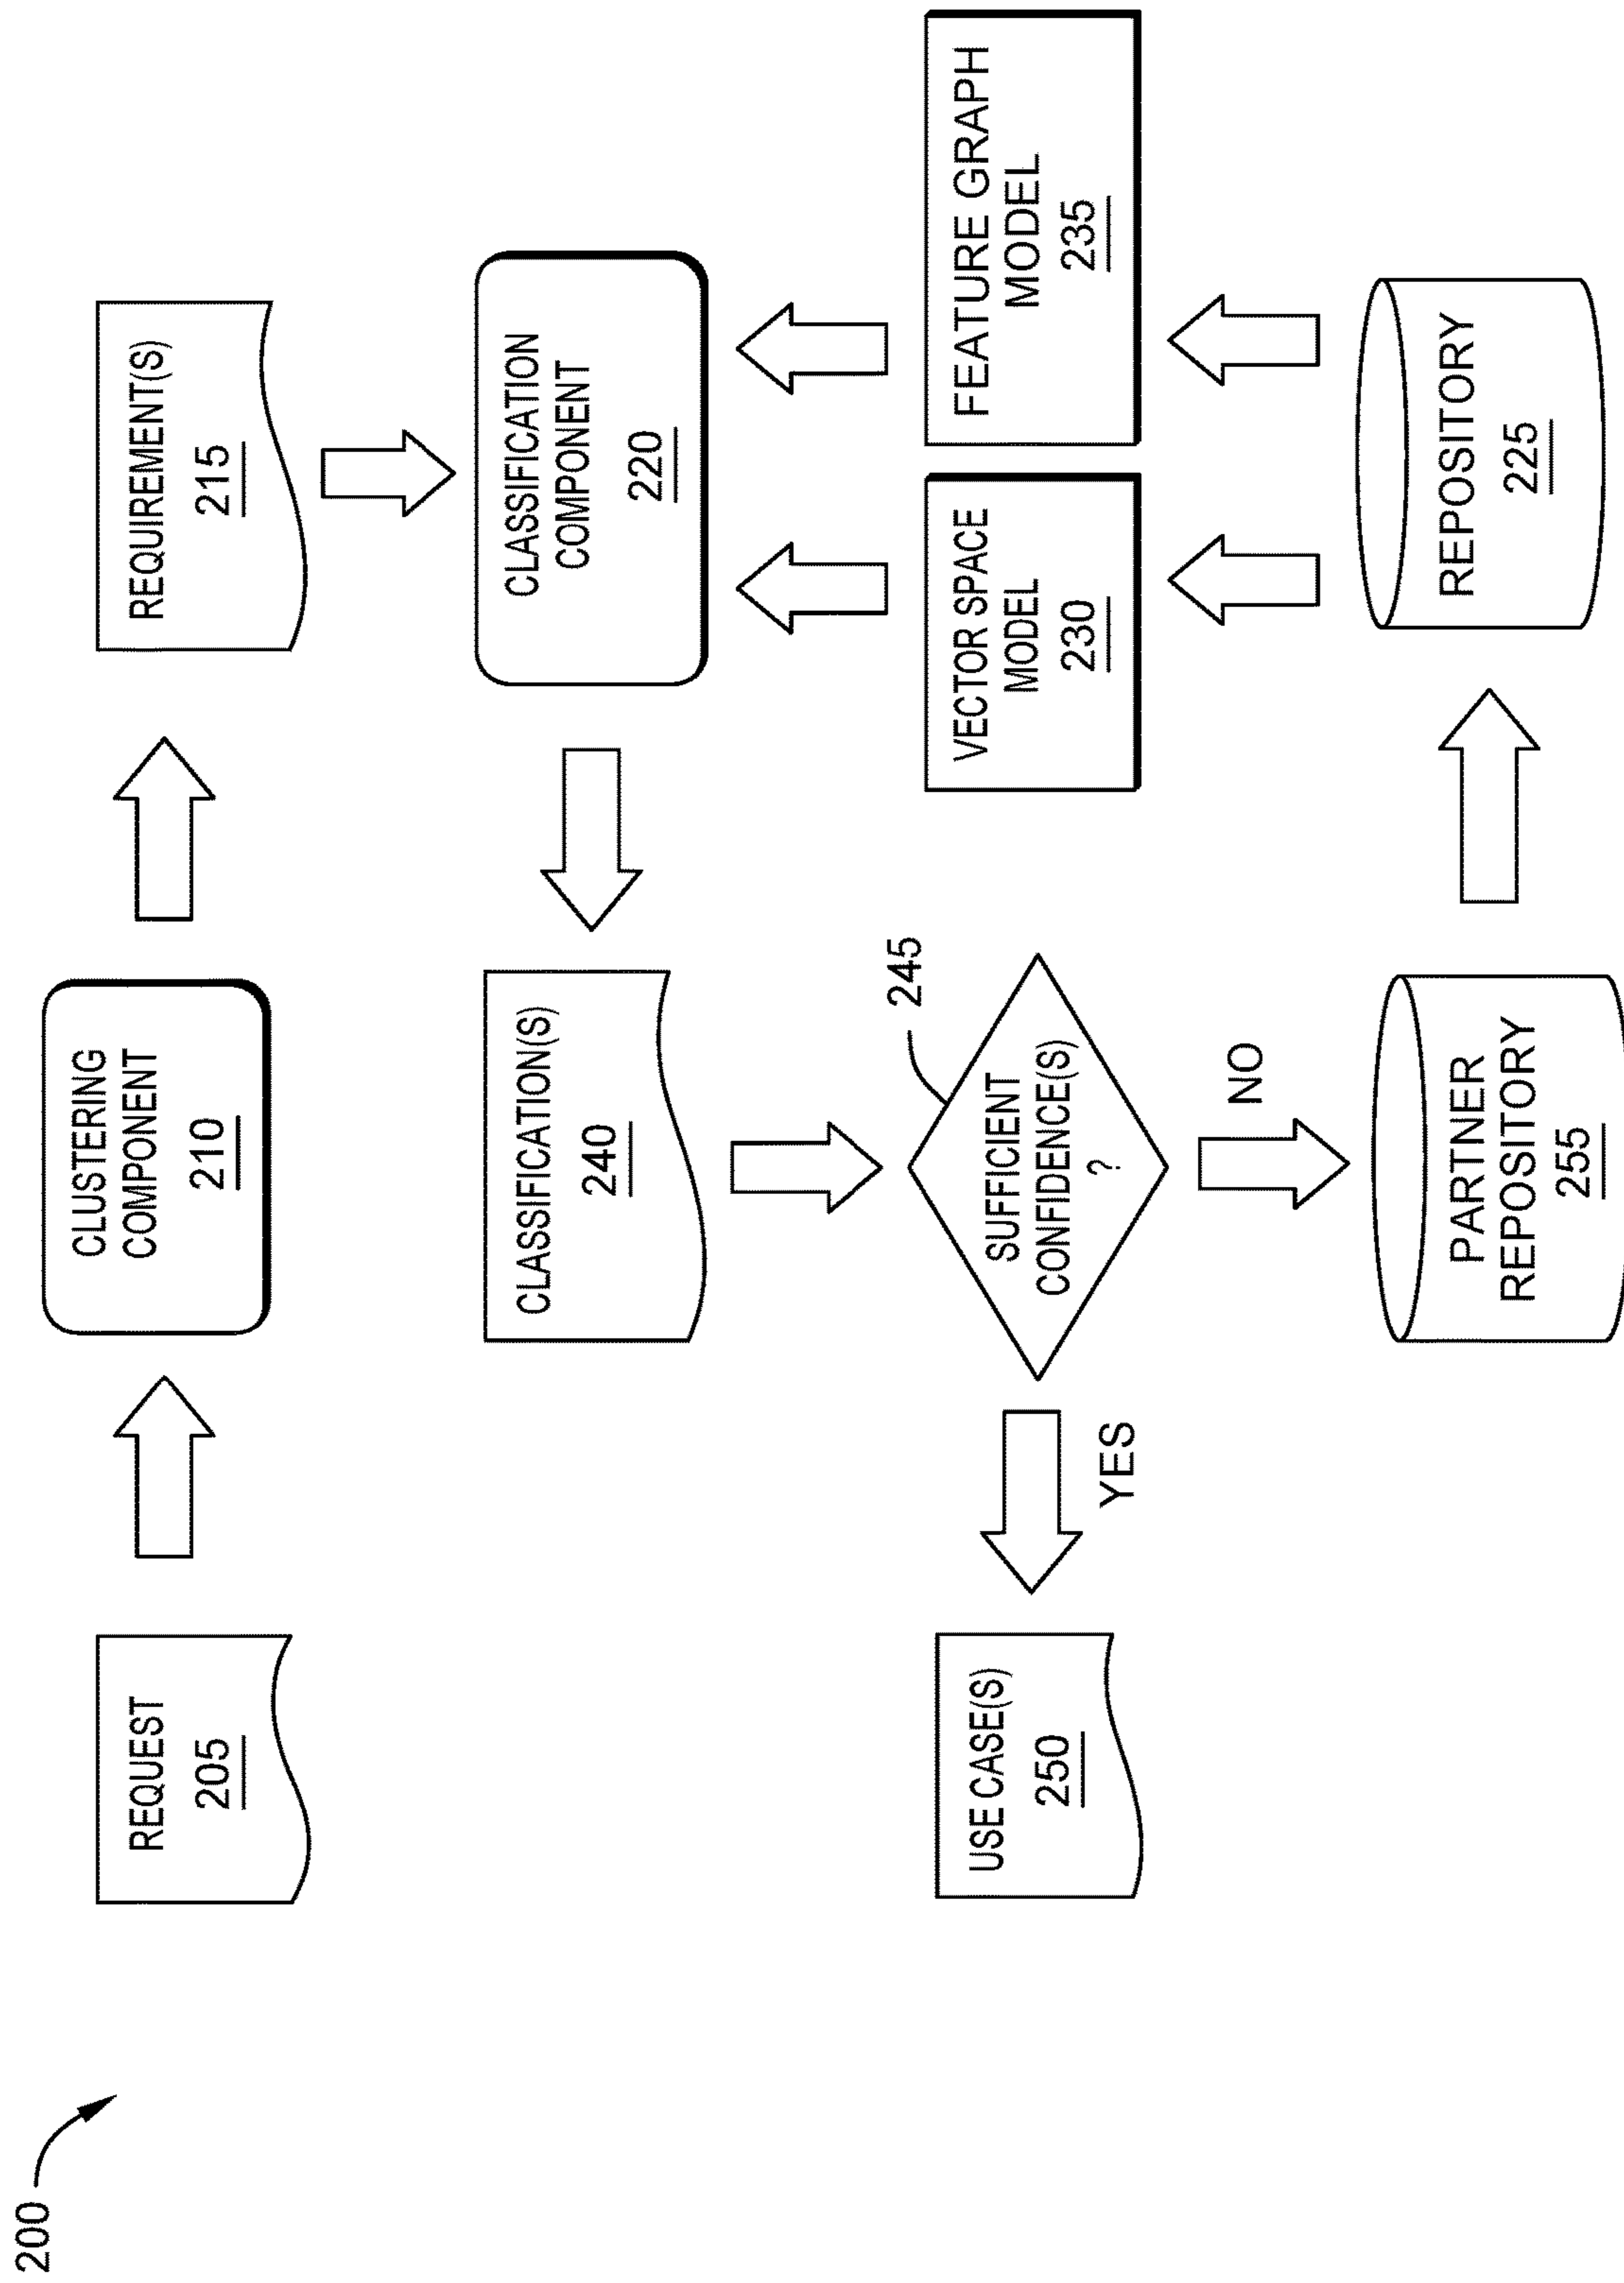 200
REQUEST
205
CLUSTERING
COMPONENT
210
REQUIREMENT(S)
215
CLASSIFICATION(S)
240
CLASSIFICATION
COMPONENT
220
USE CASE(S)
250
YES
SUFFICIENT
CONFIDENCE(S)
?
245
NO
VECTOR SPACE
MODEL
230
FEATURE GRAPH
MODEL
235
PARTNER
REPOSITORY
255
REPOSITORY
225